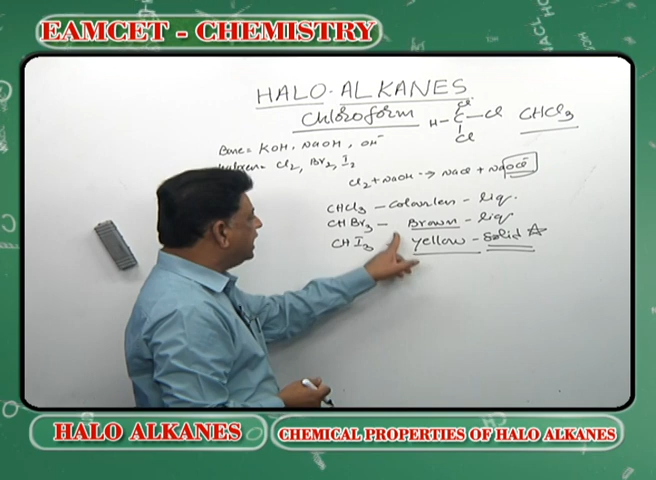 EAMCET - CHEMISTRY
HALO-ALKANES
Chloroform
Cl
H-C-Cl
Cl
CHCl3
Base = KOH, NaOH, OH-
Halogen = Cl2, Br2, I2
Cl2 + NaOH → NaCl + NaOCl
CHCl3 - Colourless - liq.
CHBr3 - Brown - liq
CHI3 yellow - Solid ☆
HALO ALKANES
CHEMICAL PROPERTIES OF HALO ALKANES